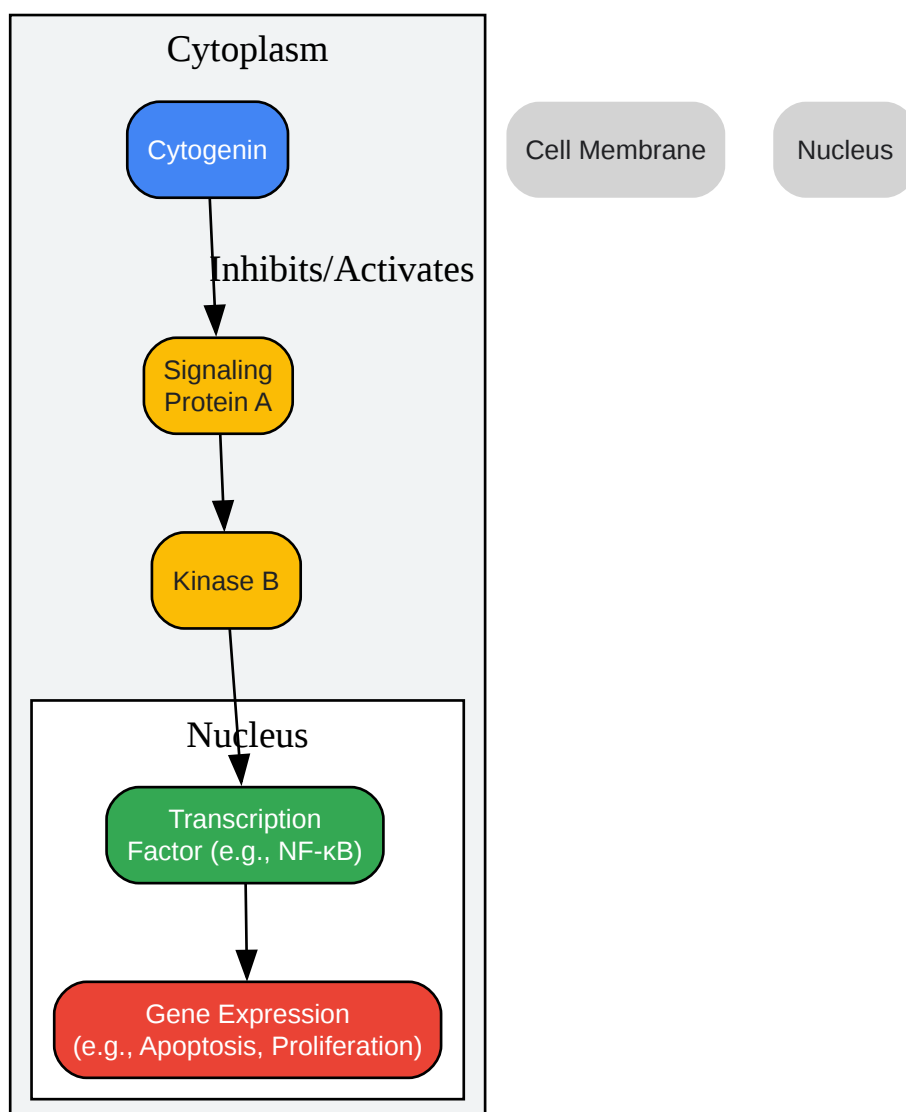 Cytoplasm
Cytogenin
Cell Membrane
Nucleus
Inhibits/Activates
Signaling
Protein A
Kinase B
Nucleus
Transcription
Factor (e.g., NF-κB)
Gene Expression
(e.g., Apoptosis, Proliferation)